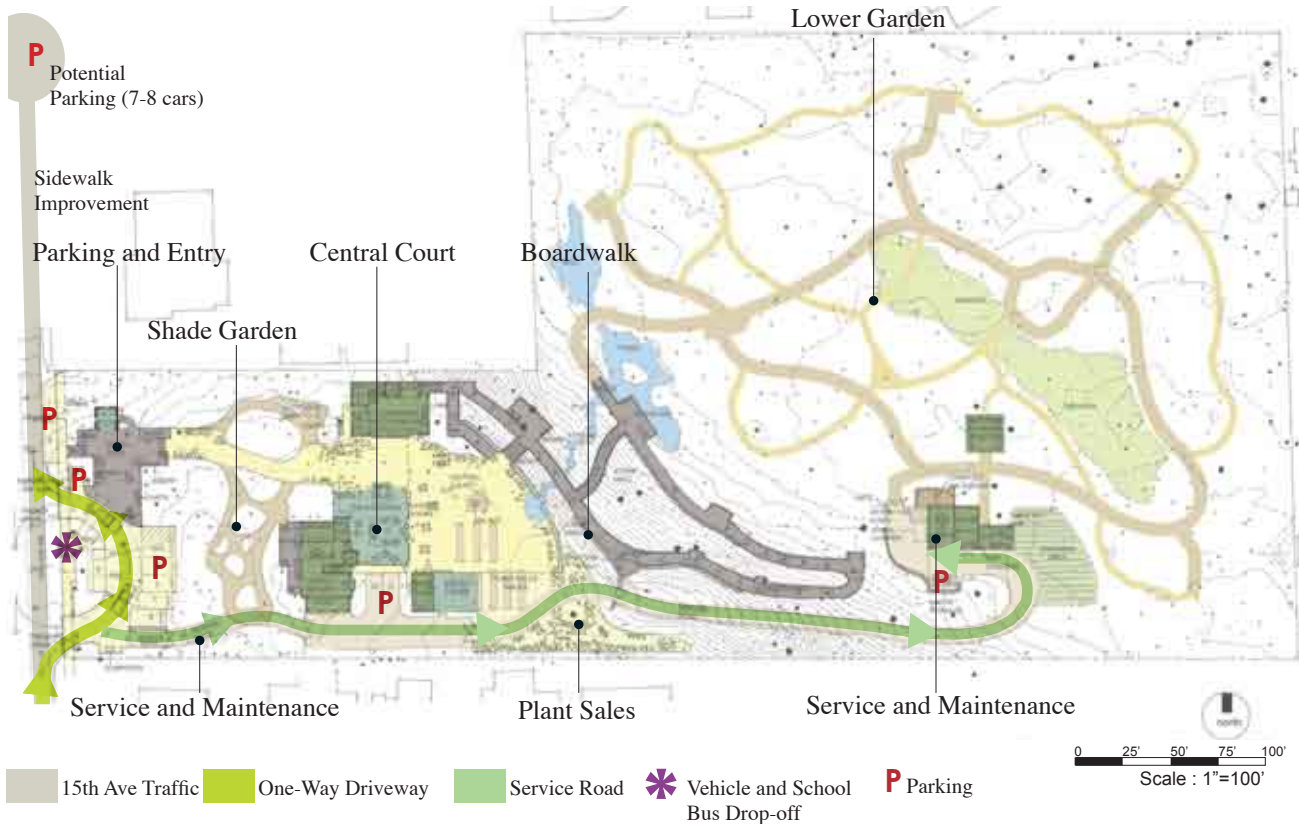 Lower Garden
P
Potential
Parking (7-8 cars)
Sidewalk
Improvement
Parking and Entry
Central Court
Boardwalk
Shade Garden
P
P
P
P
P
Service and Maintenance
Plant Sales
Service and Maintenance
north
0 25' 50' 75' 100'
Scale : 1"=100'
15th Ave Traffic
One-Way Driveway
Service Road
Vehicle and School
Bus Drop-off
P Parking